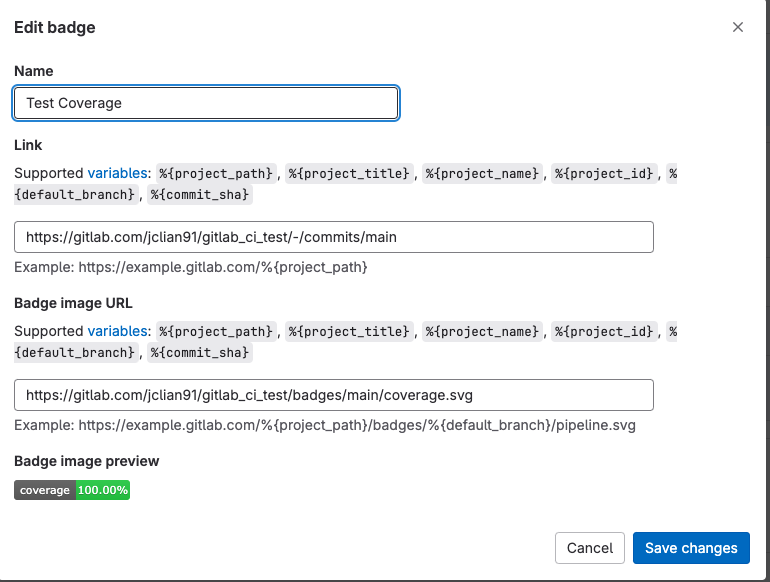 Edit badge
Name
Test Coverage
Link
Supported variables: %{project_path} , %{project_title} , %{project_name} , %{project_id} , %
{default_branch} , %{commit_sha}
https://gitlab.com/jclian91/gitlab_ci_test/-/commits/main
Example: https://example.gitlab.com/%{project_path}
Badge image URL
Supported variables: %{project_path} , %{project_title} , %{project_name} , %{project_id} , %
{default_branch} , %{commit_sha}
https://gitlab.com/jclian91/gitlab_ci_test/badges/main/coverage.svg
Example: https://example.gitlab.com/%{project_path}/badges/%{default_branch}/pipeline.svg
Badge image preview
coverage 100.00%
Cancel Save changes